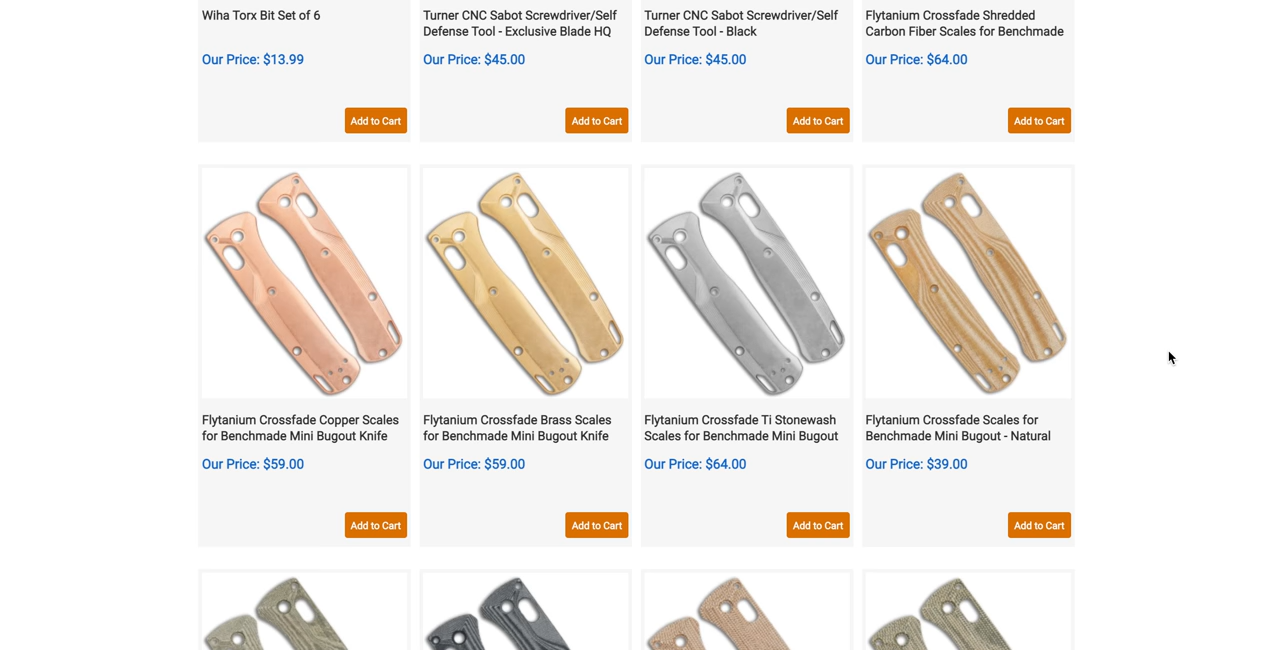 Wiha Torx Bit Set of 6
Our Price: $13.99
Add to Cart
Turner CNC Sabot Screwdriver/Self
Defense Tool - Exclusive Blade HQ
Our Price: $45.00
Add to Cart
Turner CNC Sabot Screwdriver/Self
Defense Tool - Black
Our Price: $45.00
Add to Cart
Flytanium Crossfade Shredded
Carbon Fiber Scales for Benchmade
Our Price: $64.00
Add to Cart
Flytanium Crossfade Copper Scales
for Benchmade Mini Bugout Knife
Our Price: $59.00
Add to Cart
Flytanium Crossfade Brass Scales
for Benchmade Mini Bugout Knife
Our Price: $59.00
Add to Cart
Flytanium Crossfade Ti Stonewash
Scales for Benchmade Mini Bugout
Our Price: $64.00
Add to Cart
Flytanium Crossfade Scales for
Benchmade Mini Bugout - Natural
Our Price: $39.00
Add to Cart